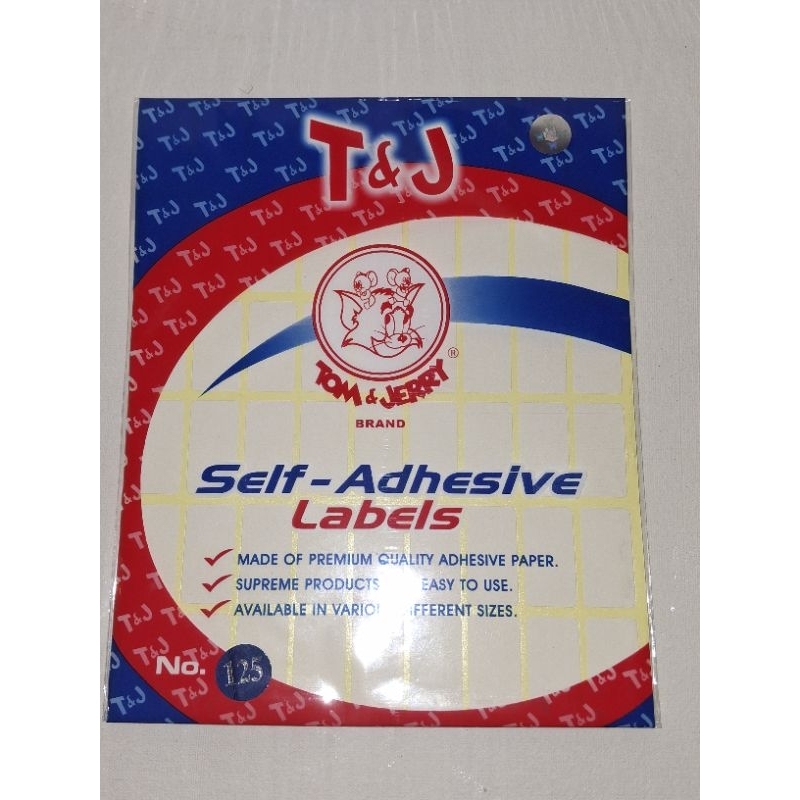 T&J
TOM & JERRY ®
BRAND
Self-Adhesive
Labels
MADE OF PREMIUM QUALITY ADHESIVE PAPER.
SUPREME PRODUCTS EASY TO USE.
AVAILABLE IN DIFFERENT SIZES.
No. 125